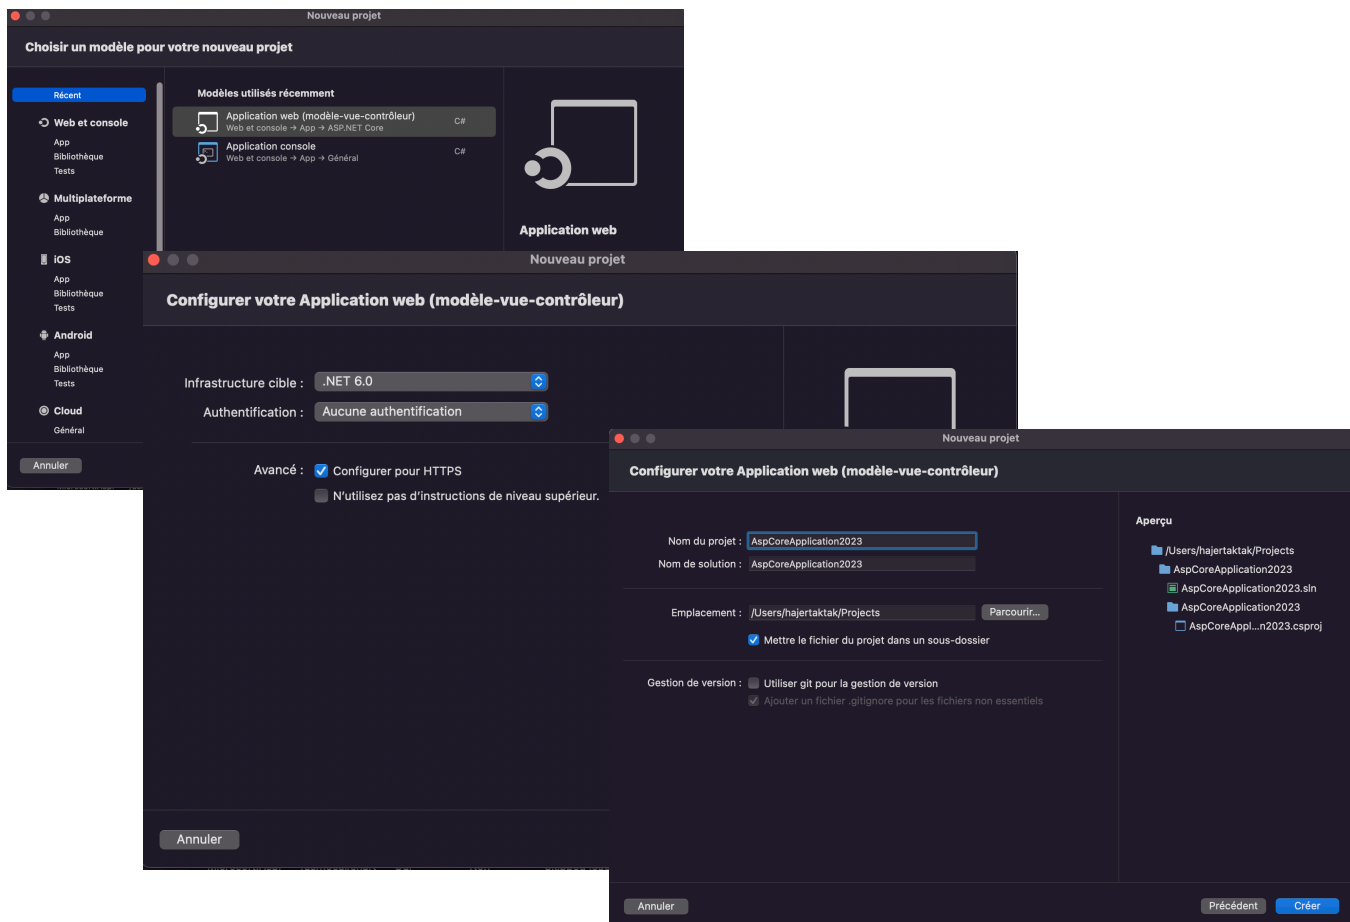 Nouveau projet
Choisir un modèle pour votre nouveau projet
Récent
Web et console
App
Bibliothèque
Tests
Multiplateforme
App
Bibliothèque
iOS
App
Bibliothèque
Tests
Android
App
Bibliothèque
Tests
Cloud
Général
Annuler
Modèles utilisés récemment
Application web (modèle-vue-contrôleur)
Web et console → App → ASP.NET Core
C#
Application console
Web et console → App → Général
C#
Application web
Nouveau projet
Configurer votre Application web (modèle-vue-contrôleur)
Infrastructure cible : .NET 6.0
Authentification : Aucune authentification
Avancé : Configurer pour HTTPS
N'utilisez pas d'instructions de niveau supérieur.
Annuler
Nouveau projet
Configurer votre Application web (modèle-vue-contrôleur)
Nom du projet : AspCoreApplication2023
Nom de solution : AspCoreApplication2023
Emplacement : /Users/hajertaktak/Projects Parcourir...
Mettre le fichier du projet dans un sous-dossier
Gestion de version : Utiliser git pour la gestion de version
Ajouter un fichier .gitignore pour les fichiers non essentiels
Aperçu
/Users/hajertaktak/Projects
AspCoreApplication2023
AspCoreApplication2023.sln
AspCoreApplication2023
AspCoreAppl...n2023.csproj
Annuler
Précédent
Créer